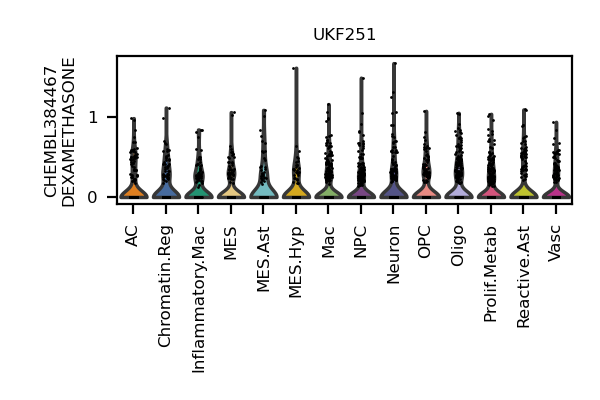 UKF251
CHEMBL384467
DEXAMETHASONE
1
0
AC
Chromatin.Reg
Inflammatory.Mac
MES
MES.Ast
MES.Hyp
Mac
NPC
Neuron
OPC
Oligo
Prolif.Metab
Reactive.Ast
Vasc